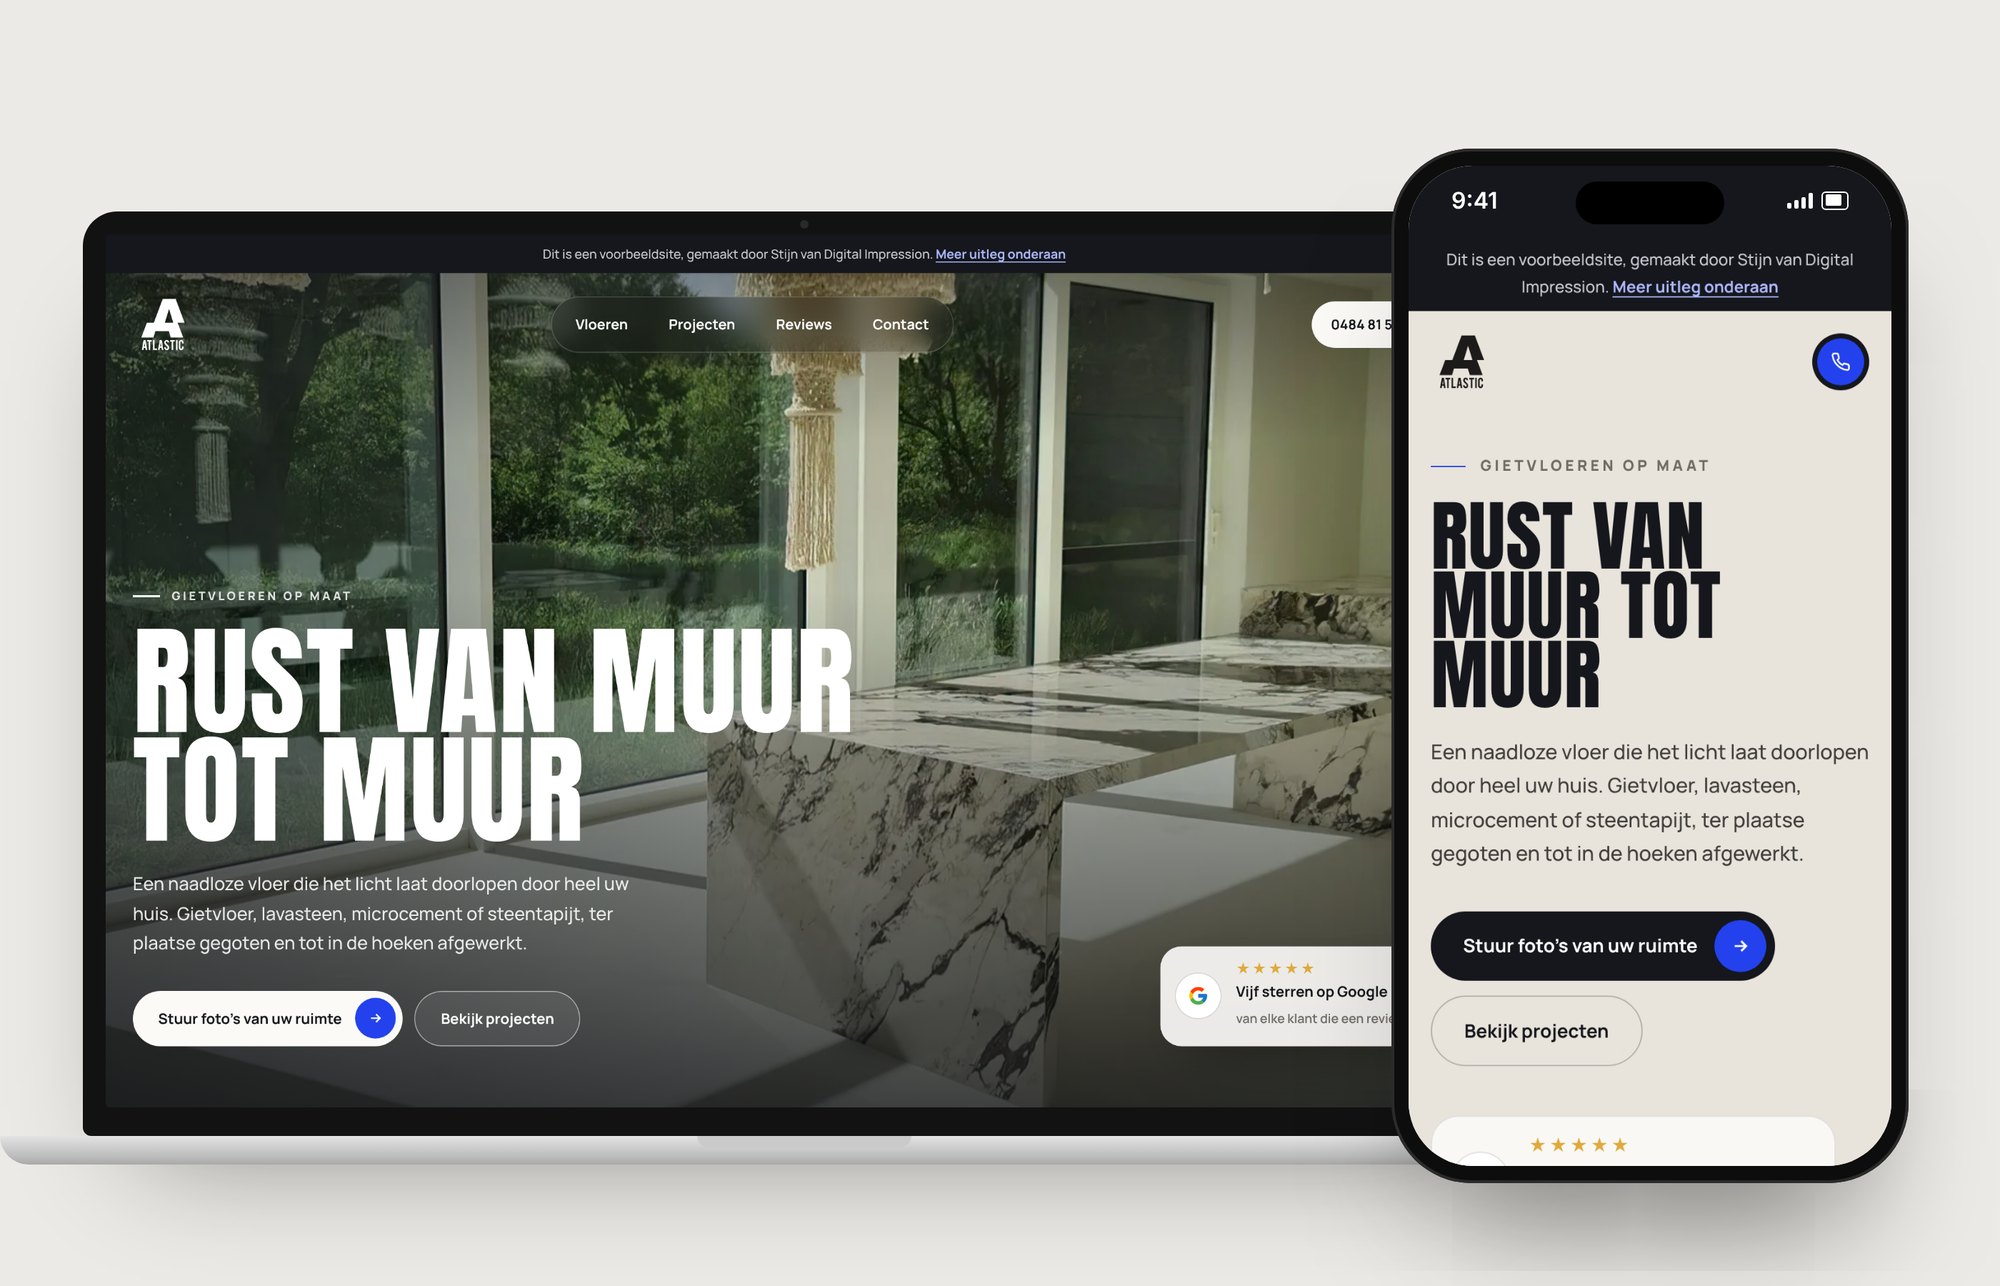 Dit is een voorbeeldsite, gemaakt door Stijn van Digital Impression. Meer uitleg onderaan
ATLASTIC
Vloeren Projecten Reviews Contact
0484 81 5
GIETVLOEREN OP MAAT
RUST VAN MUUR
TOT MUUR
Een naadloze vloer die het licht laat doorlopen door heel uw
huis. Gietvloer, lavasteen, microcement of steentapijt, ter
plaatse gegoten en tot in de hoeken afgewerkt.
Stuur foto's van uw ruimte
Bekijk projecten
Vijf sterren op Google
van elke klant die een
9:41
Dit is een voorbeeldsite, gemaakt door Stijn van Digital
Impression. Meer uitleg onderaan
ATLASTIC
GIETVLOEREN OP MAAT
RUST VAN
MUUR TOT
MUUR
Een naadloze vloer die het licht laat doorlopen
door heel uw huis. Gietvloer, lavasteen,
microcement of steentapijt, ter plaatse
gegoten en tot in de hoeken afgewerkt.
Stuur foto's van uw ruimte
Bekijk projecten